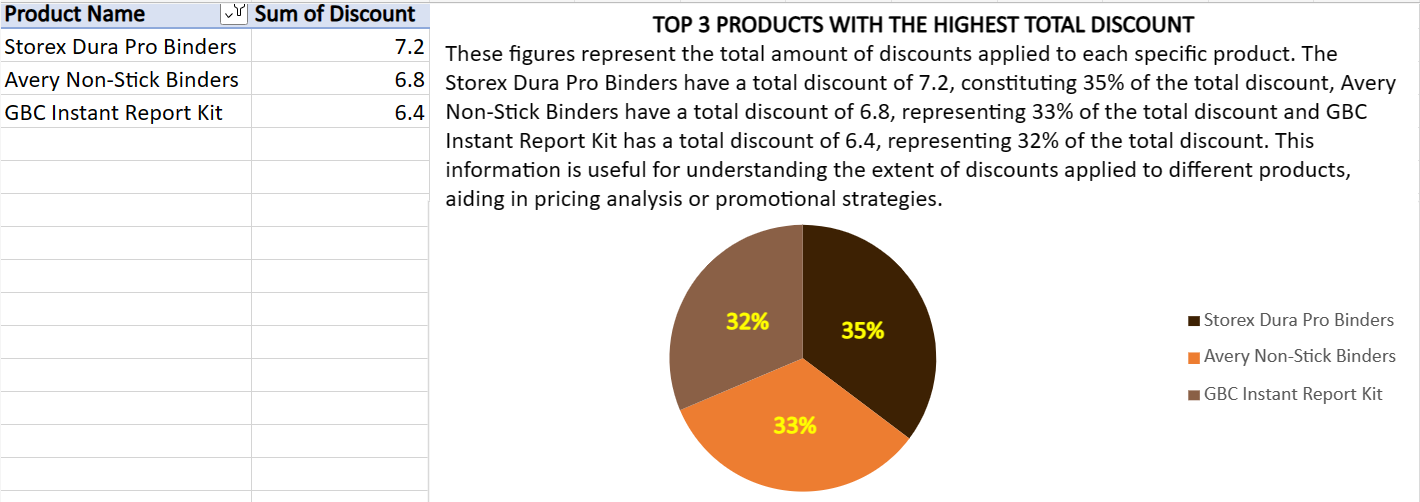 Product Name Sum of Discount
Storex Dura Pro Binders 7.2
Avery Non-Stick Binders 6.8
GBC Instant Report Kit 6.4
TOP 3 PRODUCTS WITH THE HIGHEST TOTAL DISCOUNT
These figures represent the total amount of discounts applied to each specific product. The
Storex Dura Pro Binders have a total discount of 7.2, constituting 35% of the total discount, Avery
Non-Stick Binders have a total discount of 6.8, representing 33% of the total discount and GBC
Instant Report Kit has a total discount of 6.4, representing 32% of the total discount. This
information is useful for understanding the extent of discounts applied to different products,
aiding in pricing analysis or promotional strategies.
32%
35%
33%
Storex Dura Pro Binders
Avery Non-Stick Binders
GBC Instant Report Kit